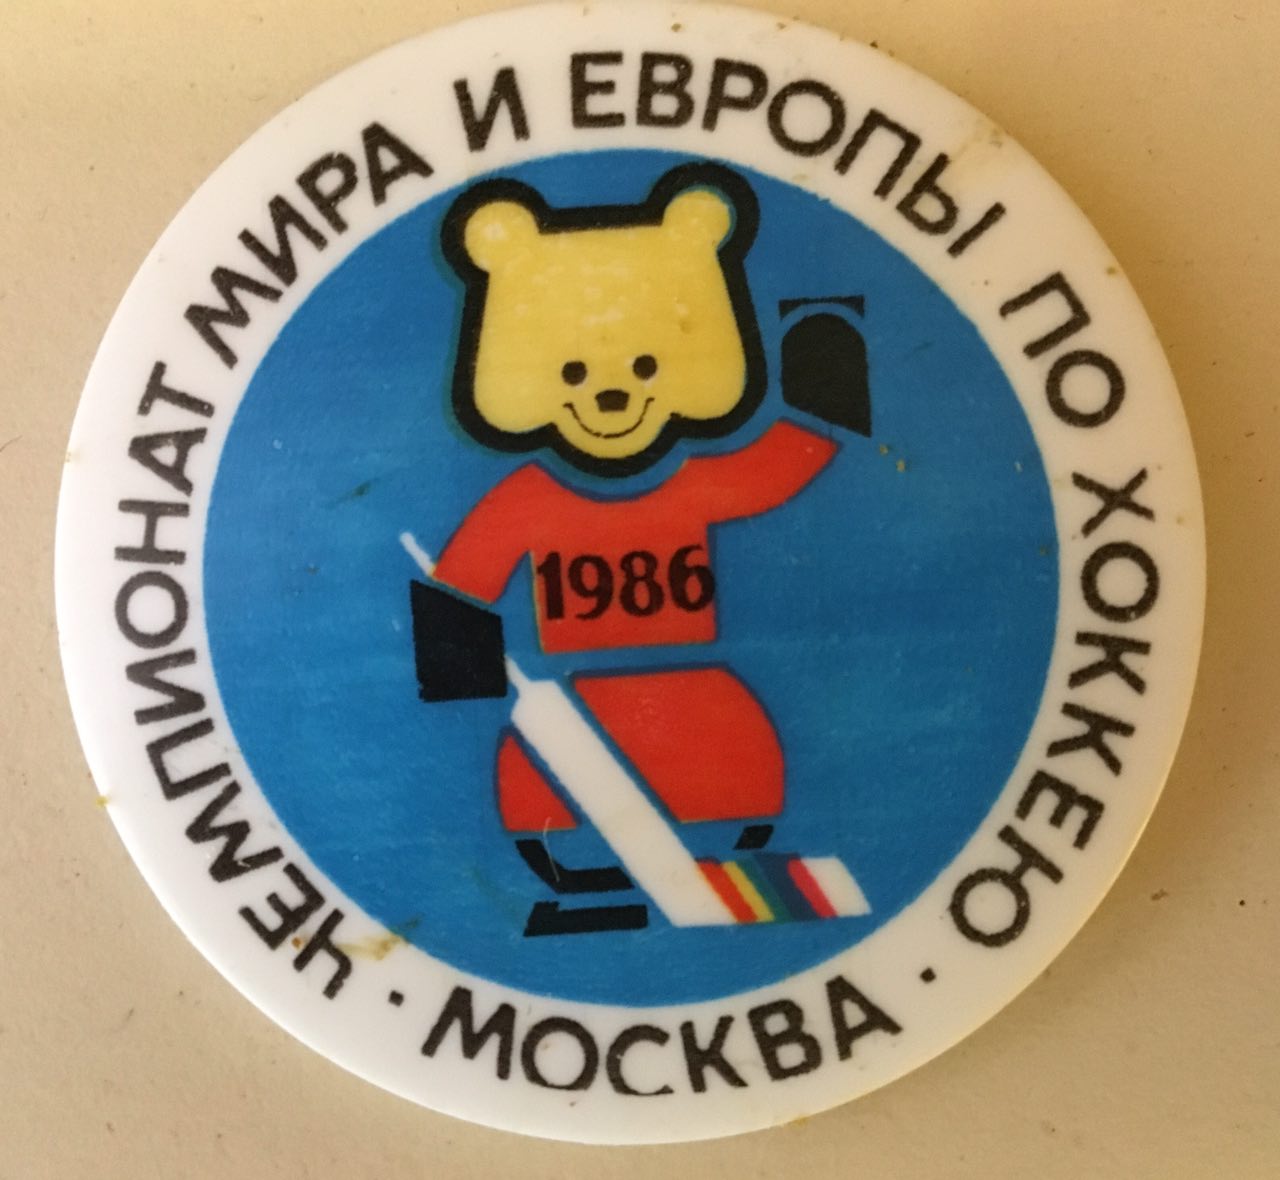 ЧЕМПИОНАТ МИРА И ЕВРОПЫ ПО ХОККЕЮ
· МОСКВА ·
1986